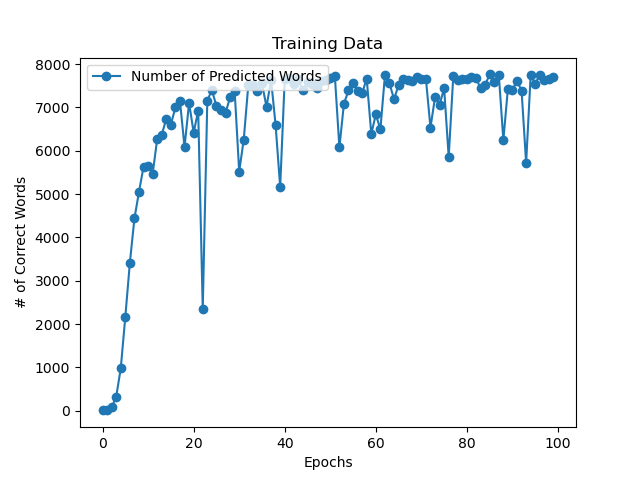 Training Data
Number of Predicted Words
# of Correct Words
8000
7000
6000
5000
4000
3000
2000
1000
0
0 20 40 60 80 100
Epochs